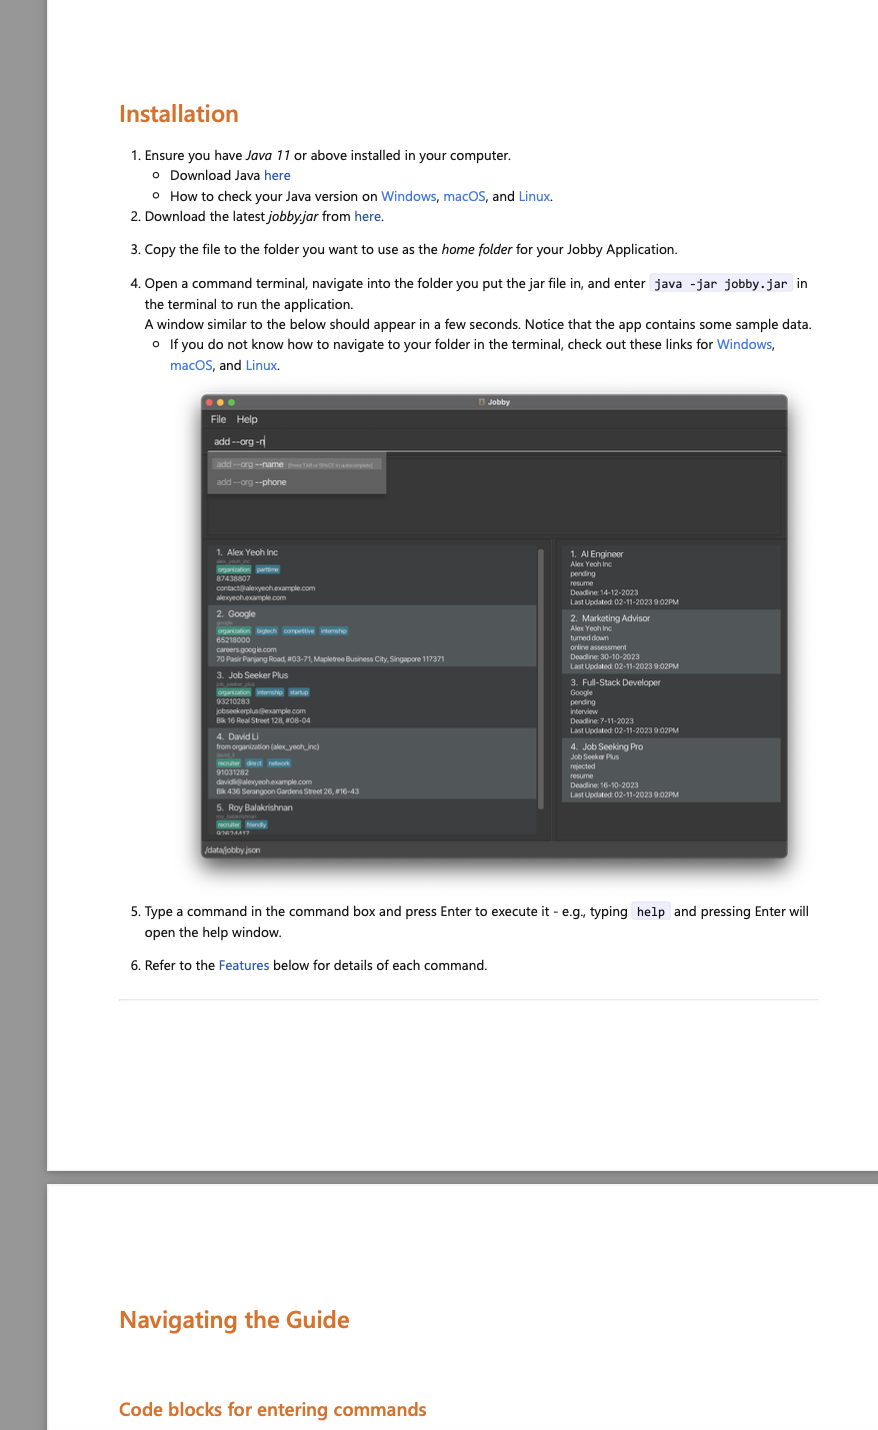 Installation
1. Ensure you have Java 11 or above installed in your computer.
Download Java here
How to check your Java version on Windows, macOS, and Linux.
2. Download the latest jobby.jar from here.
3. Copy the file to the folder you want to use as the home folder for your Jobby Application.
4. Open a command terminal, navigate into the folder you put the jar file in, and enter java -jar jobby.jar in
the terminal to run the application.
A window similar to the below should appear in a few seconds. Notice that the app contains some sample data.
If you do not know how to navigate to your folder in the terminal, check out these links for Windows,
macOS, and Linux.
Jobby
File Help
add --org -n
add --org --name [Press TAB or SPACE to autocomplete]
add --org --phone
1. Alex Yeoh Inc
alex_yeoh_inc
organization parttime
87438807
contact@alexyeoh.example.com
alexyeoh.example.com
2. Google
google
organization bigtech competitive internship
65218000
careers.google.com
70 Pasir Panjang Road, #03-71, Mapletree Business City, Singapore 117371
3. Job Seeker Plus
job_seeker_plus
organization internship startup
93210283
jobseekerplus@example.com
Blk 16 Real Street 128, #08-04
4. David Li
from organization (alex_yeoh_inc)
david_li
recruiter direct network
91031282
davidli@alexyeoh.example.com
Blk 436 Serangoon Gardens Street 26, #16-43
5. Roy Balakrishnan
roy_balakrishnan
recruiter friendly
92624417
1. AI Engineer
Alex Yeoh Inc
pending
resume
Deadline: 14-12-2023
Last Updated: 02-11-2023 9:02PM
2. Marketing Advisor
Alex Yeoh Inc
turned down
online assessment
Deadline: 30-10-2023
Last Updated: 02-11-2023 9:02PM
3. Full-Stack Developer
Google
pending
interview
Deadline: 7-11-2023
Last Updated: 02-11-2023 9:02PM
4. Job Seeking Pro
Job Seeker Plus
rejected
resume
Deadline: 16-10-2023
Last Updated: 02-11-2023 9:02PM
/data/jobby.json
5. Type a command in the command box and press Enter to execute it - e.g., typing help and pressing Enter will
open the help window.
6. Refer to the Features below for details of each command.
Navigating the Guide
Code blocks for entering commands